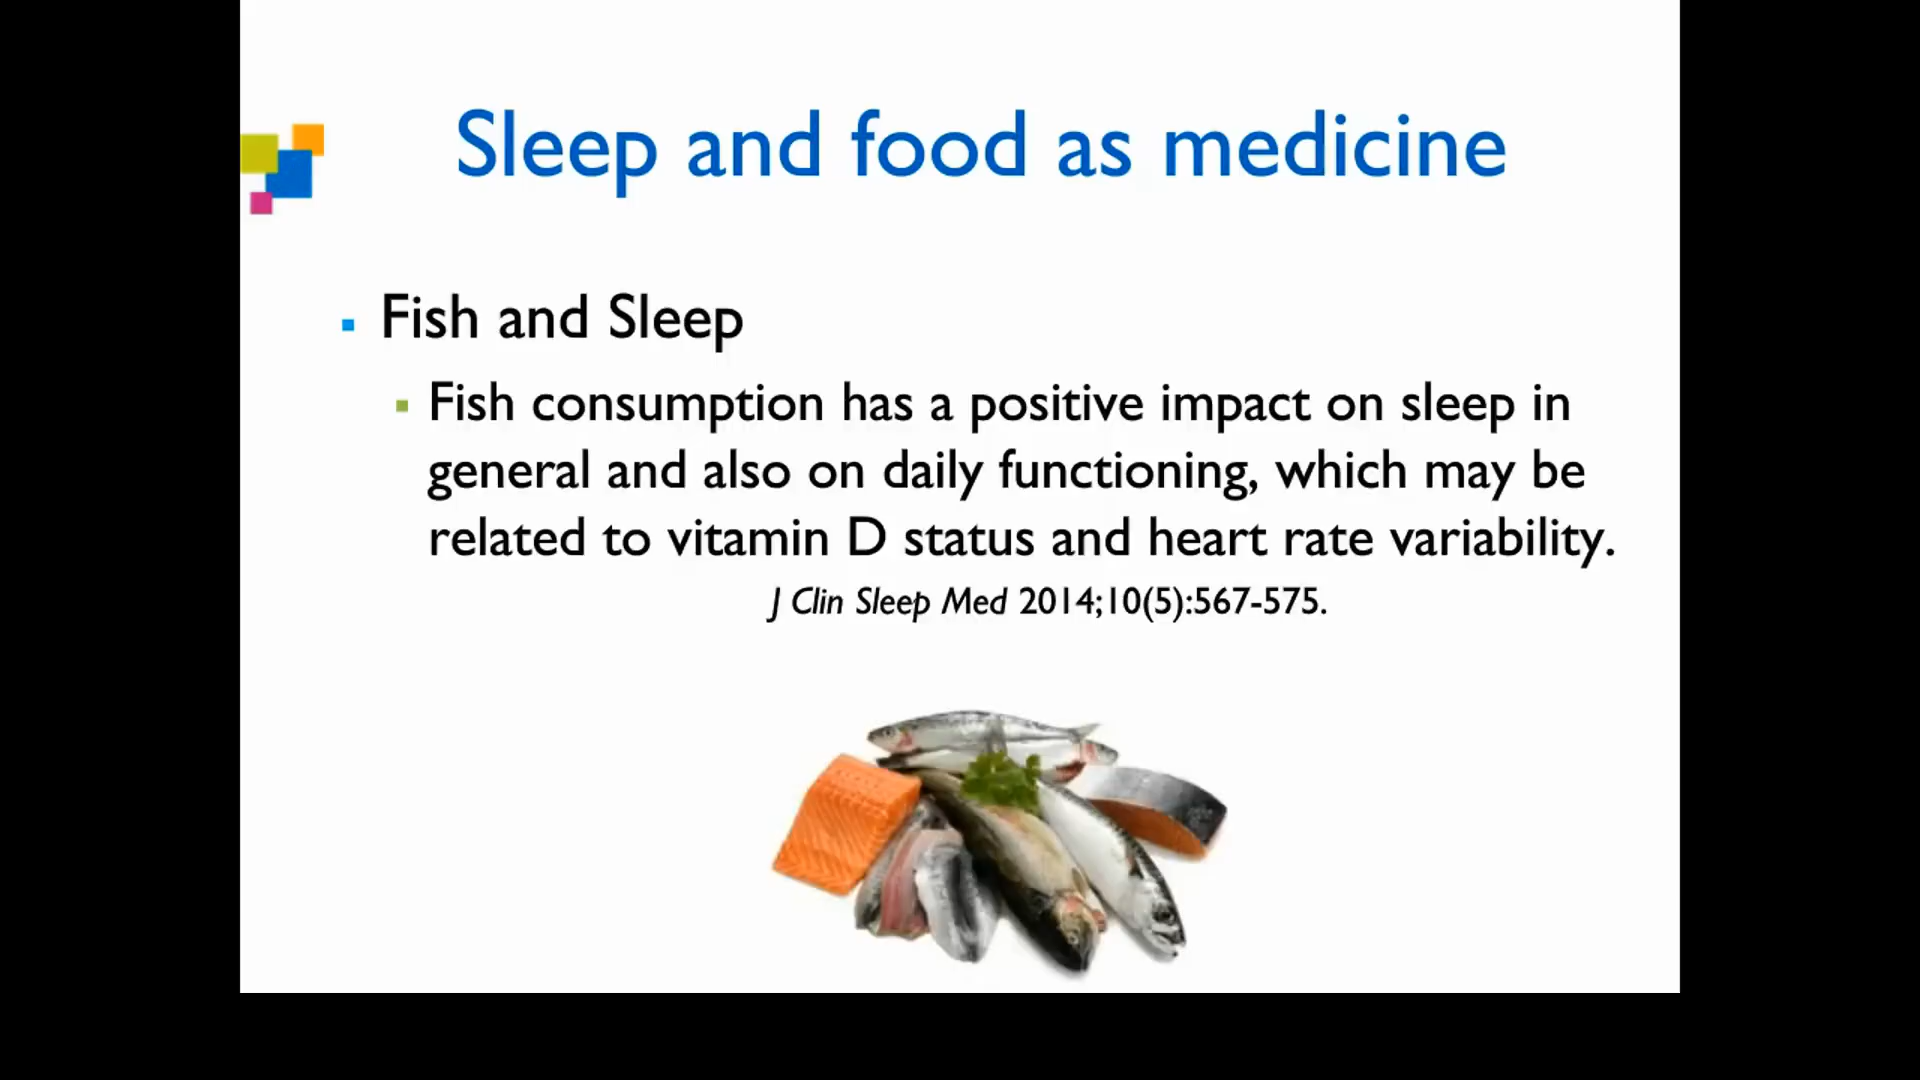 Sleep and food as medicine
Fish and Sleep
Fish consumption has a positive impact on sleep in
general and also on daily functioning, which may be
related to vitamin D status and heart rate variability.
J Clin Sleep Med 2014;10(5):567-575.